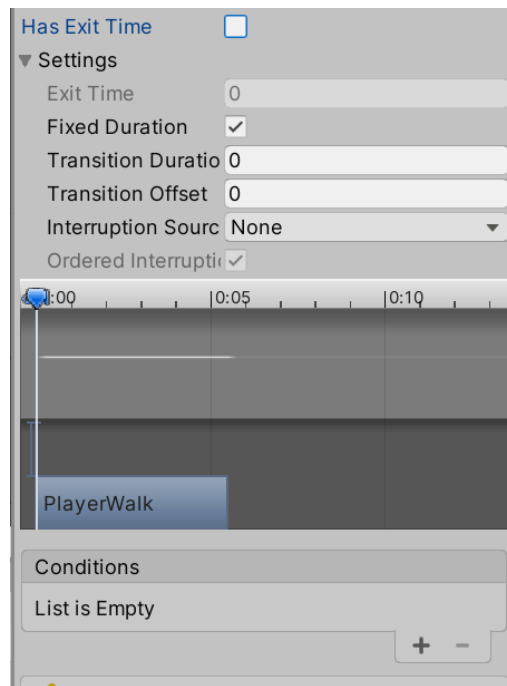 Has Exit Time
Settings
Exit Time 0
Fixed Duration
Transition Duratio 0
Transition Offset 0
Interruption Sourc None
Ordered Interrupti
:00 0:05 0:10
PlayerWalk
Conditions
List is Empty